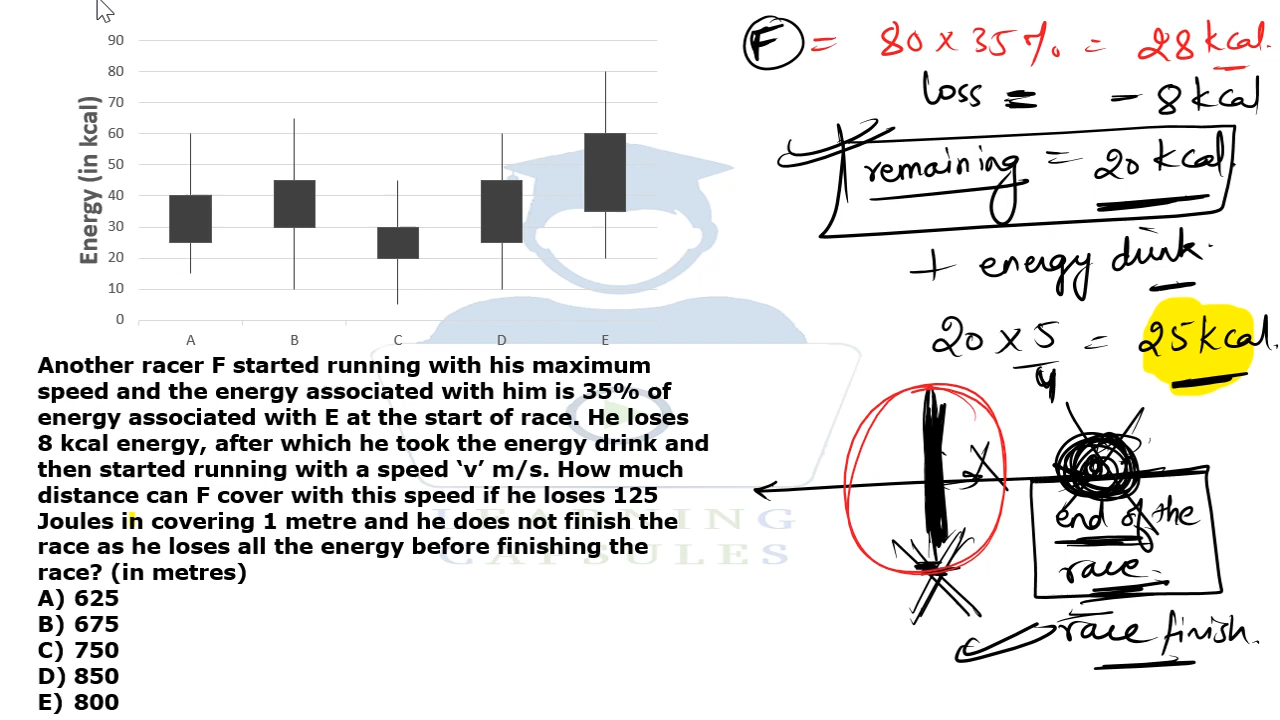 Energy (in kcal)
90
80
70
60
50
40
30
20
10
0
A B C D E
Another racer F started running with his maximum
speed and the energy associated with him is 35% of
energy associated with E at the start of race. He loses
8 kcal energy, after which he took the energy drink and
then started running with a speed ‘v’ m/s. How much
distance can F cover with this speed if he loses 125
Joules in covering 1 metre and he does not finish the
race as he loses all the energy before finishing the
race? (in metres)
A) 625
B) 675
C) 750
D) 850
E) 800
LEARNING
CAPSULES
F = 80 × 35% = 28 kcal.
loss = - 8 kcal
remaining = 20 kcal.
+ energy drink.
20 × 5/4 = 25 kcal.
end of the
race.
race finish.